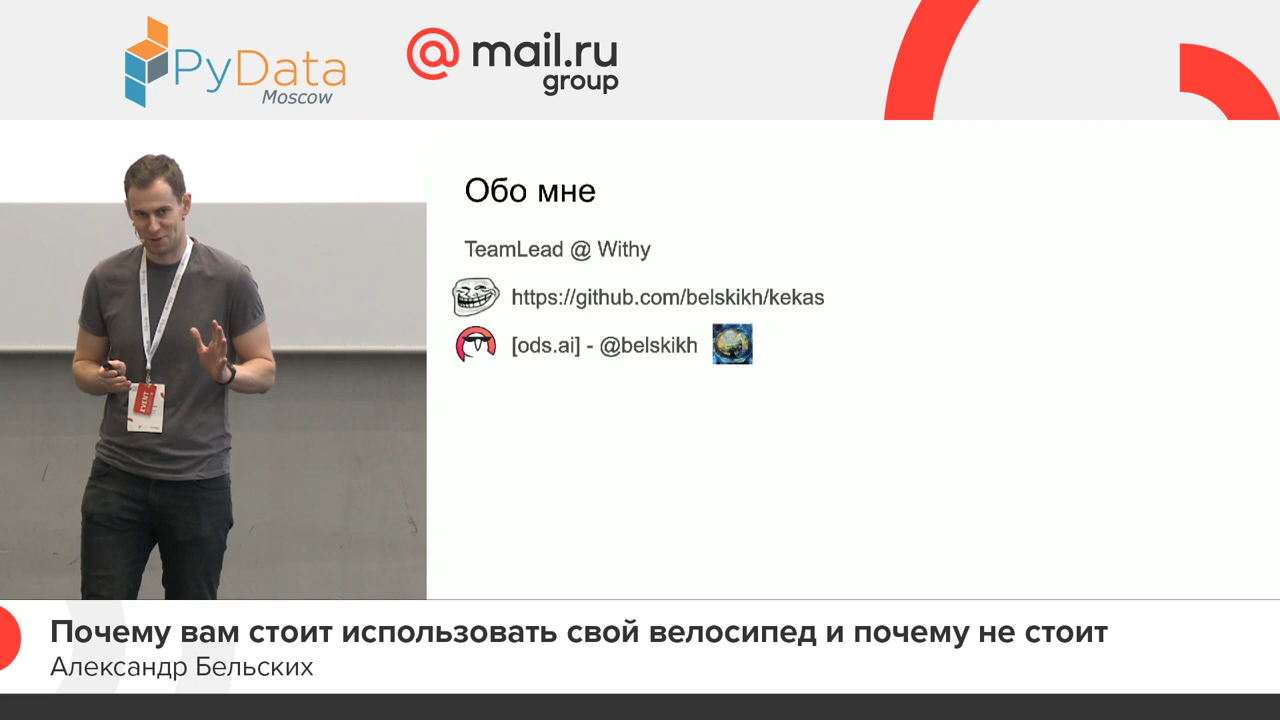 PyData
Moscow
@mail.ru
group
Обо мне
TeamLead @ Withy
https://github.com/belskikh/kekas
[ods.ai] - @belskikh
EVENT
Почему вам стоит использовать свой велосипед и почему не стоит
Александр Бельских